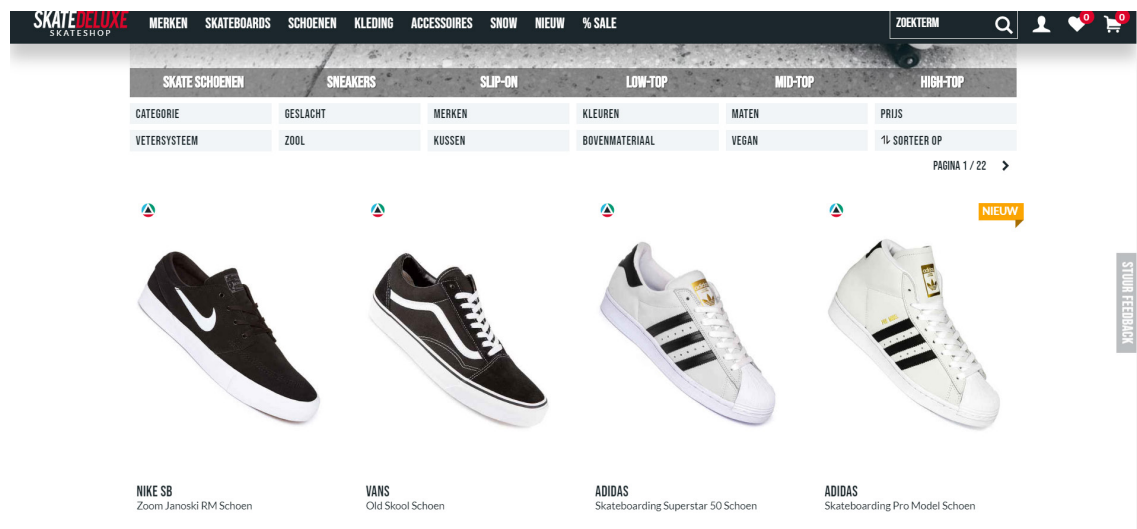 SKATEDELUXE
SKATESHOP
MERKEN SKATEBOARDS SCHOENEN KLEDING ACCESSOIRES SNOW NIEUW % SALE
ZOEKTERM
0 0
SKATE SCHOENEN SNEAKERS SLIP-ON LOW-TOP MID-TOP HIGH-TOP
CATEGORIE GESLACHT MERKEN KLEUREN MATEN PRIJS
VETERSYSTEEM ZOOL KUSSEN BOVENMATERIAAL VEGAN SORTEER OP
PAGINA 1 / 22
NIEUW
STUUR FEEDBACK
NIKE SB
Zoom Janoski RM Schoen
VANS
Old Skool Schoen
ADIDAS
Skateboarding Superstar 50 Schoen
ADIDAS
Skateboarding Pro Model Schoen